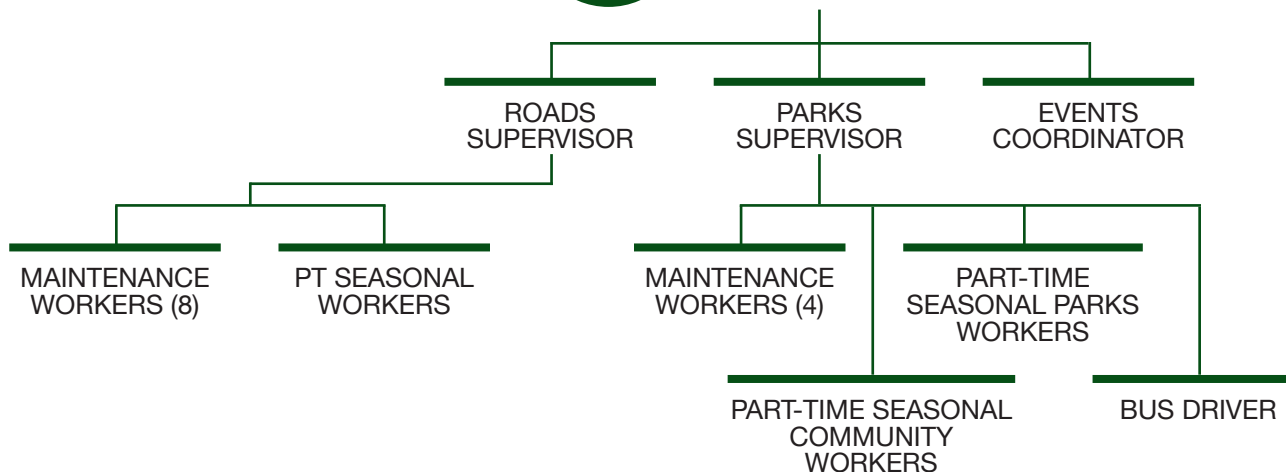 ROADS
SUPERVISOR
PARKS
SUPERVISOR
EVENTS
COORDINATOR
MAINTENANCE
WORKERS (8)
PT SEASONAL
WORKERS
MAINTENANCE
WORKERS (4)
PART-TIME
SEASONAL PARKS
WORKERS
PART-TIME SEASONAL
COMMUNITY
WORKERS
BUS DRIVER